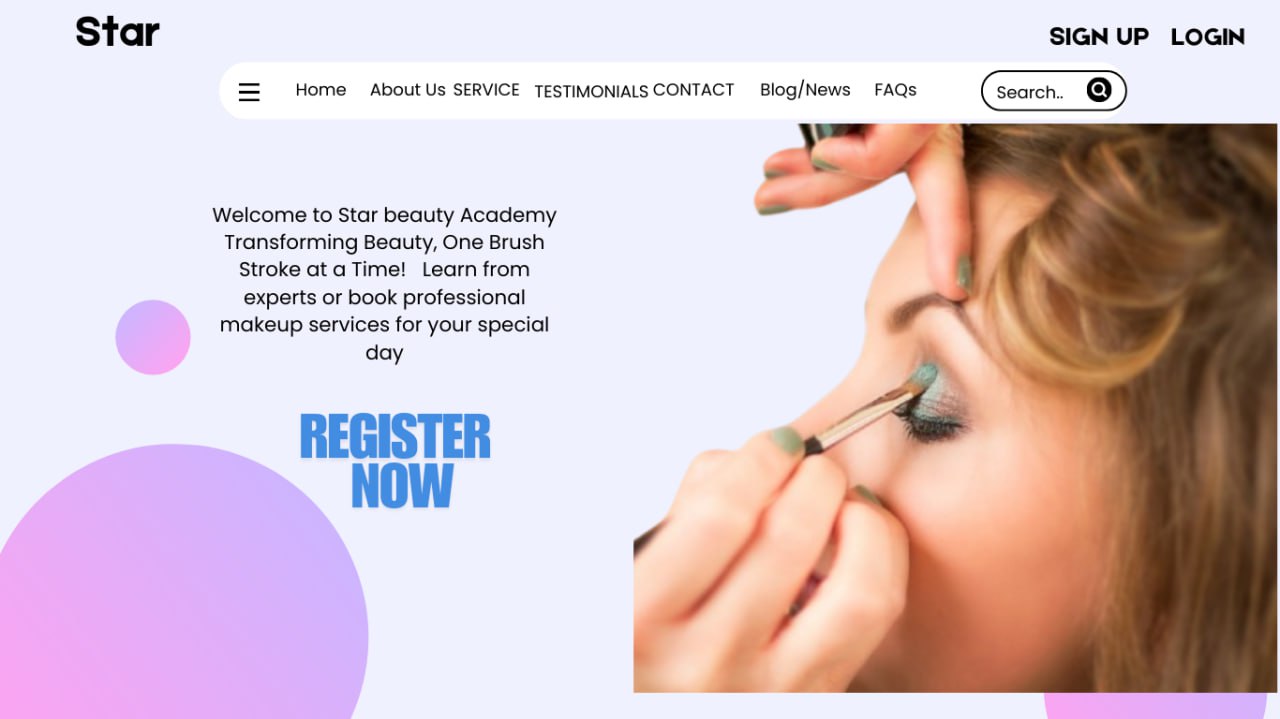 Star
SIGN UP LOGIN
Home About Us SERVICE TESTIMONIALS CONTACT Blog/News FAQs Search..
Welcome to Star beauty Academy
Transforming Beauty, One Brush
Stroke at a Time! Learn from
experts or book professional
makeup services for your special
day
REGISTER
NOW